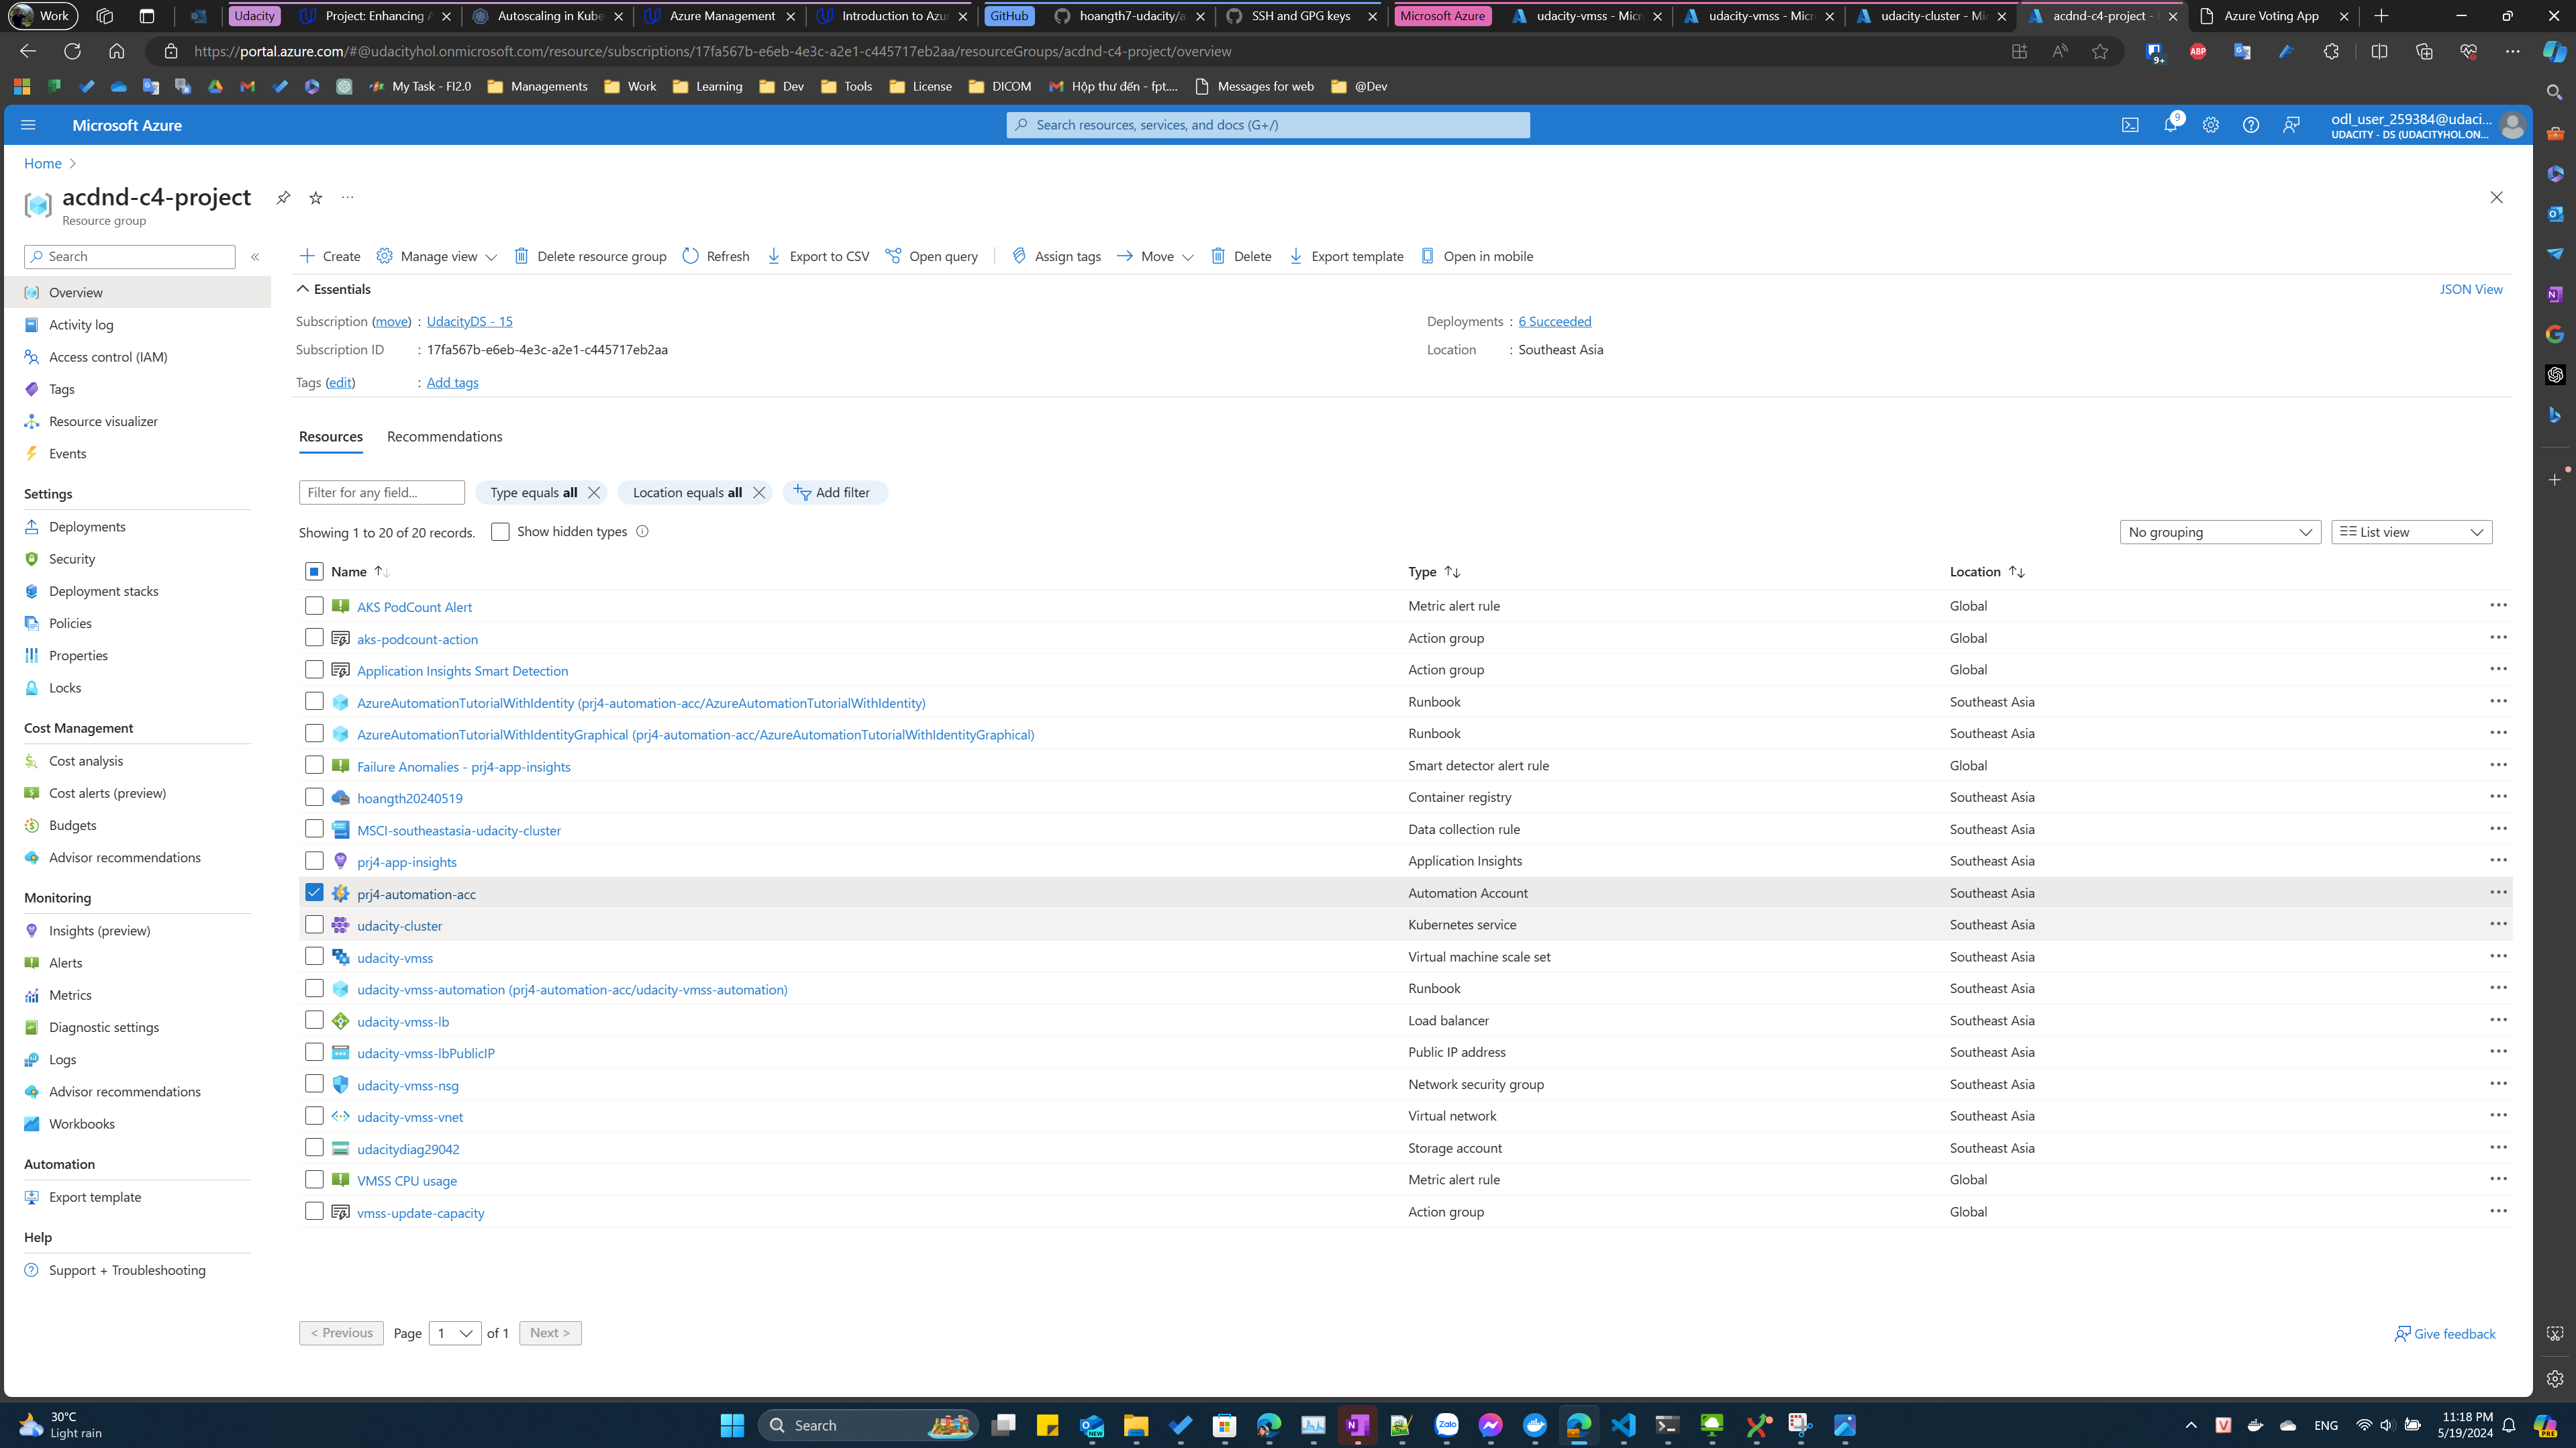 Work
Udacity
Project: Enhancing A
Autoscaling in Kube
Azure Management
Introduction to Azur
GitHub
hoangth7-udacity/a
SSH and GPG keys
Microsoft Azure
udacity-vmss - Micr
udacity-vmss - Micr
udacity-cluster - Mic
acdnd-c4-project -
Azure Voting App
https://portal.azure.com/#@udacityhol.onmicrosoft.com/resource/subscriptions/17fa567b-e6eb-4e3c-a2e1-c445717eb2aa/resourceGroups/acdnd-c4-project/overview
9+
ABP
My Task - FI2.0
Managements
Work
Learning
Dev
Tools
License
DICOM
Hộp thư đến - fpt....
Messages for web
@Dev
Microsoft Azure
Search resources, services, and docs (G+/)
9
odl_user_259384@udaci...
UDACITY - DS (UDACITYHOL.ON...
Home
acdnd-c4-project
Resource group
Search
Create
Manage view
Delete resource group
Refresh
Export to CSV
Open query
Assign tags
Move
Delete
Export template
Open in mobile
Overview
Activity log
Access control (IAM)
Tags
Resource visualizer
Events
Settings
Deployments
Security
Deployment stacks
Policies
Properties
Locks
Cost Management
Cost analysis
Cost alerts (preview)
Budgets
Advisor recommendations
Monitoring
Insights (preview)
Alerts
Metrics
Diagnostic settings
Logs
Advisor recommendations
Workbooks
Automation
Export template
Help
Support + Troubleshooting
Essentials
JSON View
Subscription (move) : UdacityDS - 15
Subscription ID : 17fa567b-e6eb-4e3c-a2e1-c445717eb2aa
Tags (edit) : Add tags
Deployments : 6 Succeeded
Location : Southeast Asia
Resources
Recommendations
Filter for any field...
Type equals all
Location equals all
Add filter
Showing 1 to 20 of 20 records.
Show hidden types
No grouping
List view
Name Type Location
AKS PodCount Alert Metric alert rule Global
aks-podcount-action Action group Global
Application Insights Smart Detection Action group Global
AzureAutomationTutorialWithIdentity (prj4-automation-acc/AzureAutomationTutorialWithIdentity) Runbook Southeast Asia
AzureAutomationTutorialWithIdentityGraphical (prj4-automation-acc/AzureAutomationTutorialWithIdentityGraphical) Runbook Southeast Asia
Failure Anomalies - prj4-app-insights Smart detector alert rule Global
hoangth20240519 Container registry Southeast Asia
MSCI-southeastasia-udacity-cluster Data collection rule Southeast Asia
prj4-app-insights Application Insights Southeast Asia
prj4-automation-acc Automation Account Southeast Asia
udacity-cluster Kubernetes service Southeast Asia
udacity-vmss Virtual machine scale set Southeast Asia
udacity-vmss-automation (prj4-automation-acc/udacity-vmss-automation) Runbook Southeast Asia
udacity-vmss-lb Load balancer Southeast Asia
udacity-vmss-lbPublicIP Public IP address Southeast Asia
udacity-vmss-nsg Network security group Southeast Asia
udacity-vmss-vnet Virtual network Southeast Asia
udacitydiag29042 Storage account Southeast Asia
VMSS CPU usage Metric alert rule Global
vmss-update-capacity Action group Global
< Previous
Page 1 of 1
Next >
Give feedback
30°C
Light rain
Search
NEW
Zalo
ENG
11:18 PM
5/19/2024
PRE